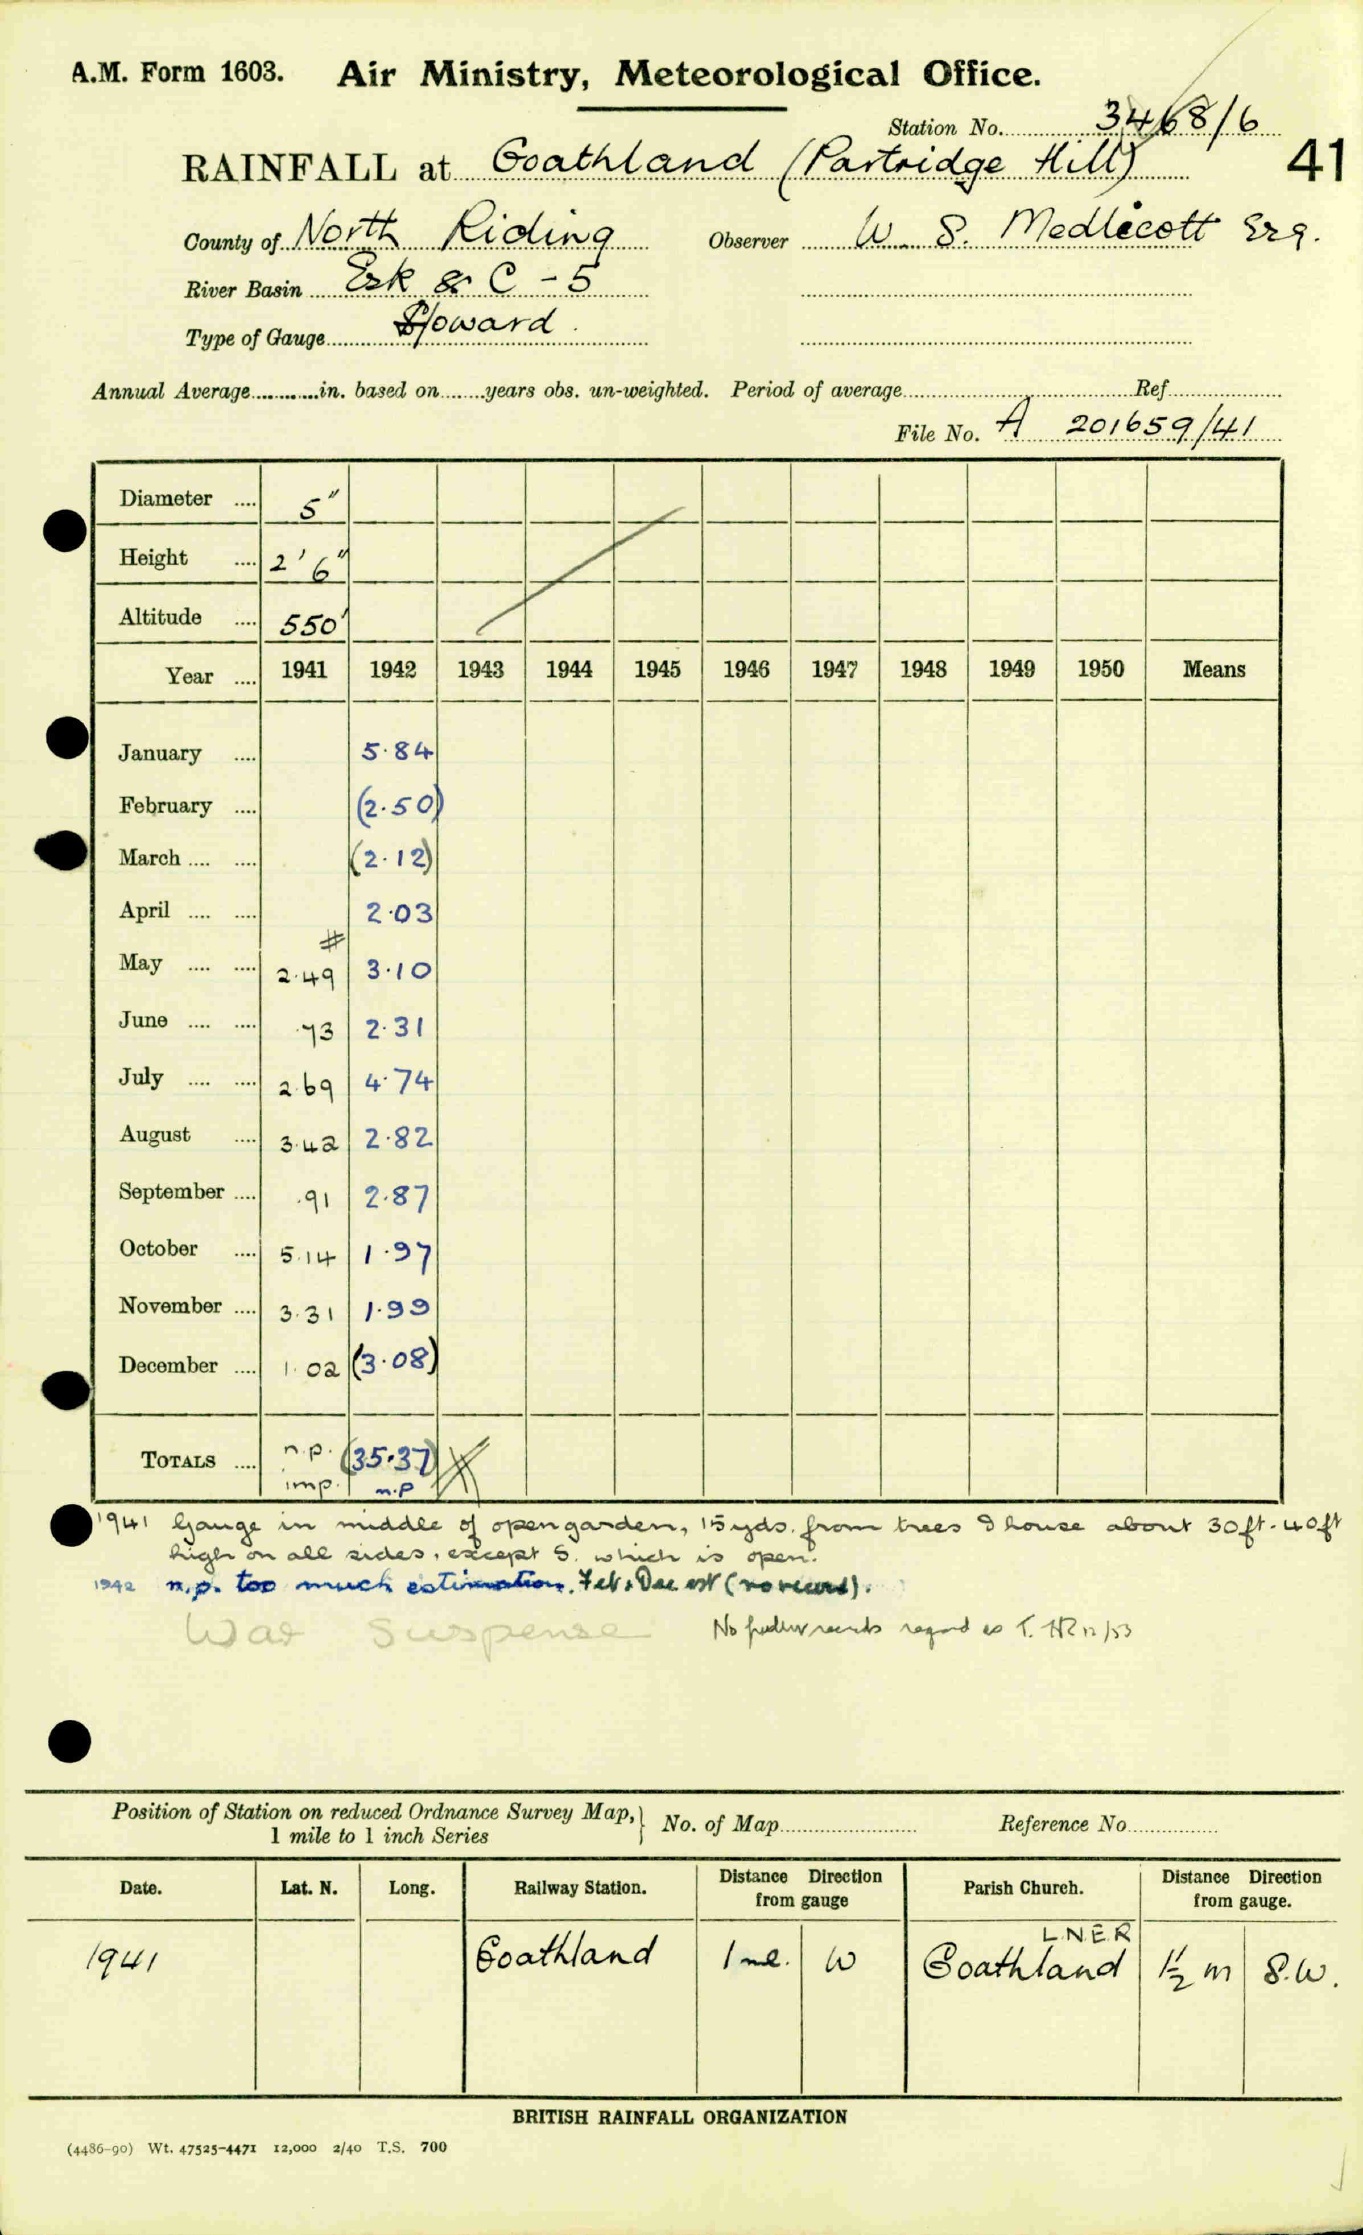 A.M. Form 1603. Air Ministry, Meteorological Office.
Station No. 3468/6
RAINFALL at Goathland (Partridge Hill) 41
County of North Riding Observer W. S. Medlicott Esq.
River Basin Esk & C - 5
Type of Gauge Howard.
Annual Average............in. based on........years obs. un-weighted. Period of average........Ref........
File No. A 201659/41
Diameter .... 5"
Height .... 2' 6"
Altitude .... 550'
Year .... 1941 1942 1943 1944 1945 1946 1947 1948 1949 1950 Means
January .... 5.84
February .... (2.50)
March .... .... (2.12)
April .... .... 2.03
#
May .... .... 2.49 3.10
June .... .... .73 2.31
July .... .... 2.69 4.74
August .... 3.42 2.82
September .... .91 2.87
October .... 5.14 1.97
November .... 3.31 1.99
December .... 1.02 (3.08)
TOTALS .... n.p. (35.37)
imp. n.p
1941 Gauge in middle of open garden, 15 yds. from trees & house about 30ft - 40ft
high on all sides, except S. which is open.
1942 n.p. too much estimation. Feb & Dec est (no record).
War Suspense No further records regard as T. HR 12/53
Position of Station on reduced Ordnance Survey Map,} No. of Map........ Reference No........
1 mile to 1 inch Series
Date. Lat. N. Long. Railway Station. Distance Direction Parish Church. Distance Direction
from gauge from gauge.
L.N.E.R
1941 Goathland 1 ml. W Goathland 1½ m S.W.
BRITISH RAINFALL ORGANIZATION
(4486-90) Wt. 47525-4471 12,000 2/40 T.S. 700